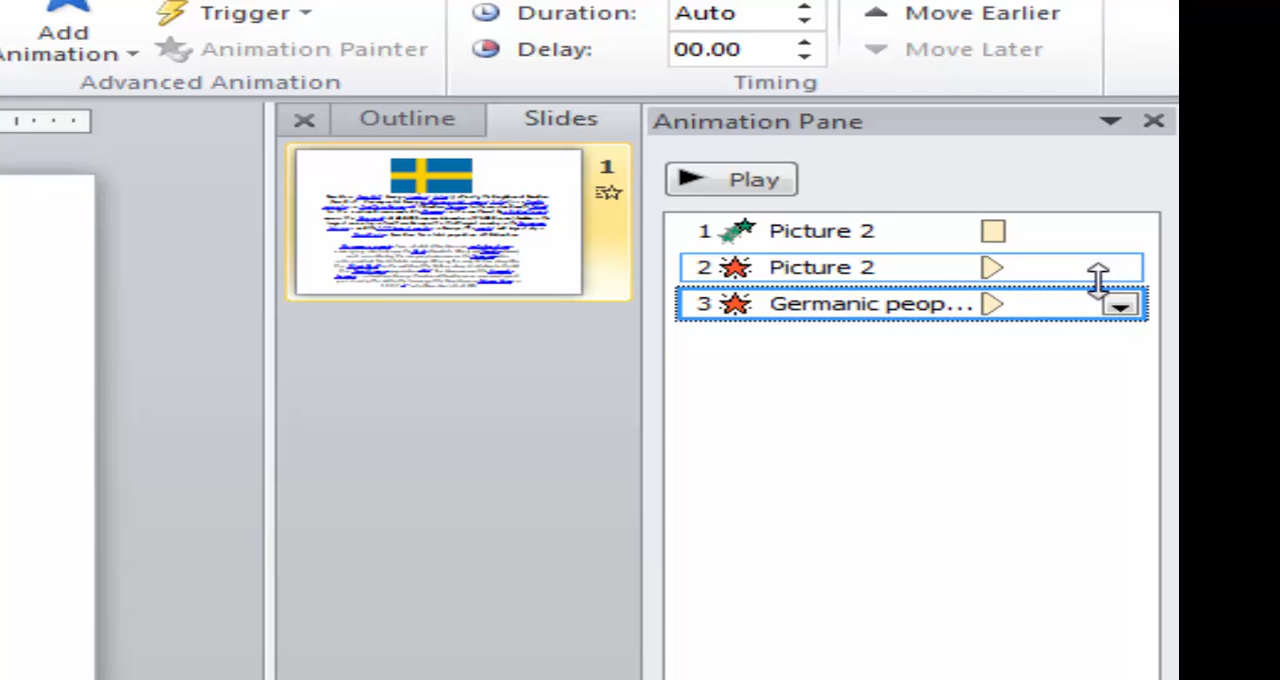 Add
Animation
Trigger
Animation Painter
Advanced Animation
Duration: Auto
Delay: 00.00
Move Earlier
Move Later
Timing
Outline
Slides
1
Animation Pane
Play
1 Picture 2
2 Picture 2
3 Germanic peop...